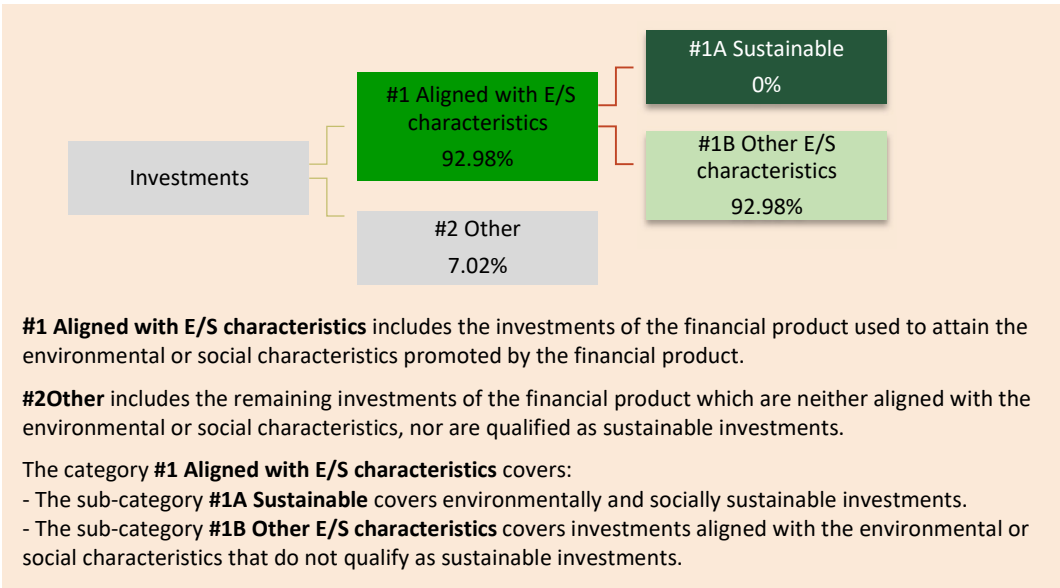 #1A Sustainable
0%
#1 Aligned with E/S
characteristics
92.98%
#1B Other E/S
characteristics
92.98%
Investments
#2 Other
7.02%
#1 Aligned with E/S characteristics includes the investments of the financial product used to attain the
environmental or social characteristics promoted by the financial product.
#2Other includes the remaining investments of the financial product which are neither aligned with the
environmental or social characteristics, nor are qualified as sustainable investments.
The category #1 Aligned with E/S characteristics covers:
- The sub-category #1A Sustainable covers environmentally and socially sustainable investments.
- The sub-category #1B Other E/S characteristics covers investments aligned with the environmental or
social characteristics that do not qualify as sustainable investments.